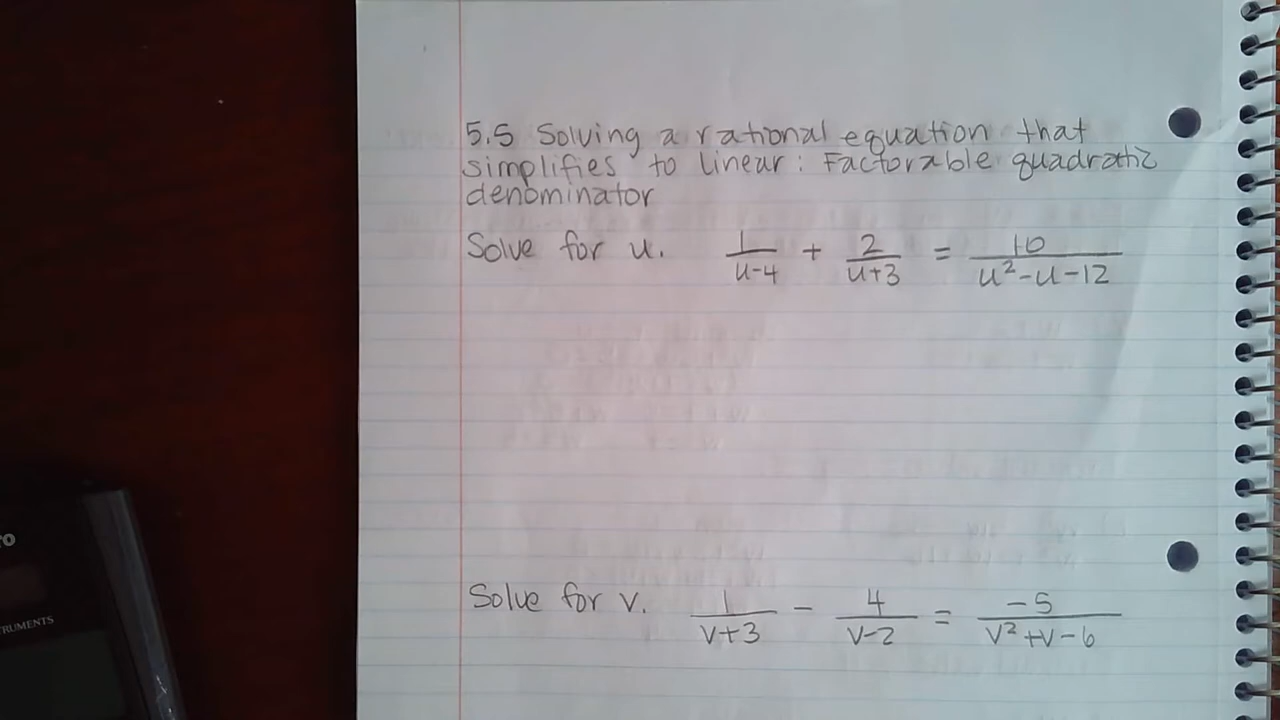 5.5 Solving a rational equation that
simplifies to linear: Factorable quadratic
denominator
Solve for u. 1/(u-4) + 2/(u+3) = 10/(u²-u-12)
Solve for v. 1/(v+3) - 4/(v-2) = -5/(v²+v-6)